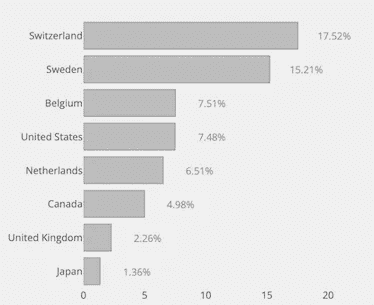 Switzerland 17.52%
Sweden 15.21%
Belgium 7.51%
United States 7.48%
Netherlands 6.51%
Canada 4.98%
United Kingdom 2.26%
Japan 1.36%
0 5 10 15 20